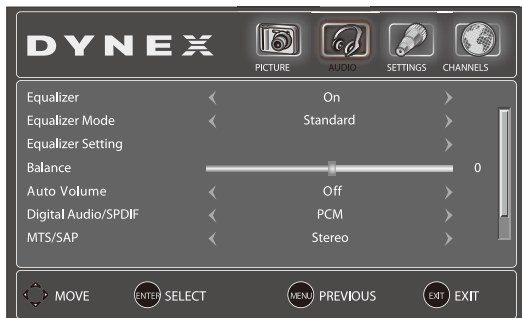 DYNEX
PICTURE AUDIO SETTINGS CHANNELS
Equalizer On
Equalizer Mode Standard
Equalizer Setting
Balance 0
Auto Volume Off
Digital Audio/SPDIF PCM
MTS/SAP Stereo
MOVE ENTER SELECT MENU PREVIOUS EXIT EXIT